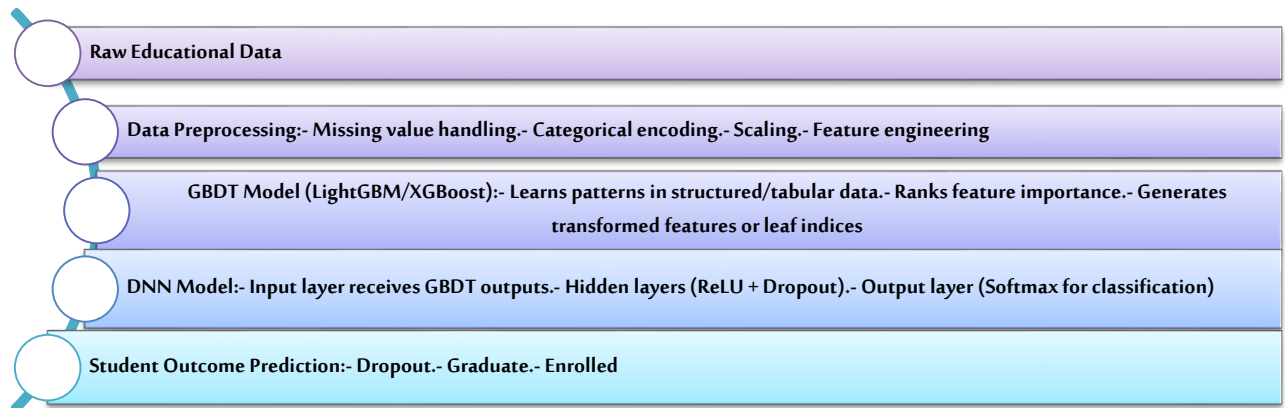 Raw Educational Data
Data Preprocessing:- Missing value handling.- Categorical encoding.- Scaling.- Feature engineering
GBDT Model (LightGBM/XGBoost):- Learns patterns in structured/tabular data.- Ranks feature importance.- Generates
transformed features or leaf indices
DNN Model:- Input layer receives GBDT outputs.- Hidden layers (ReLU + Dropout).- Output layer (Softmax for classification)
Student Outcome Prediction:- Dropout.- Graduate.- Enrolled